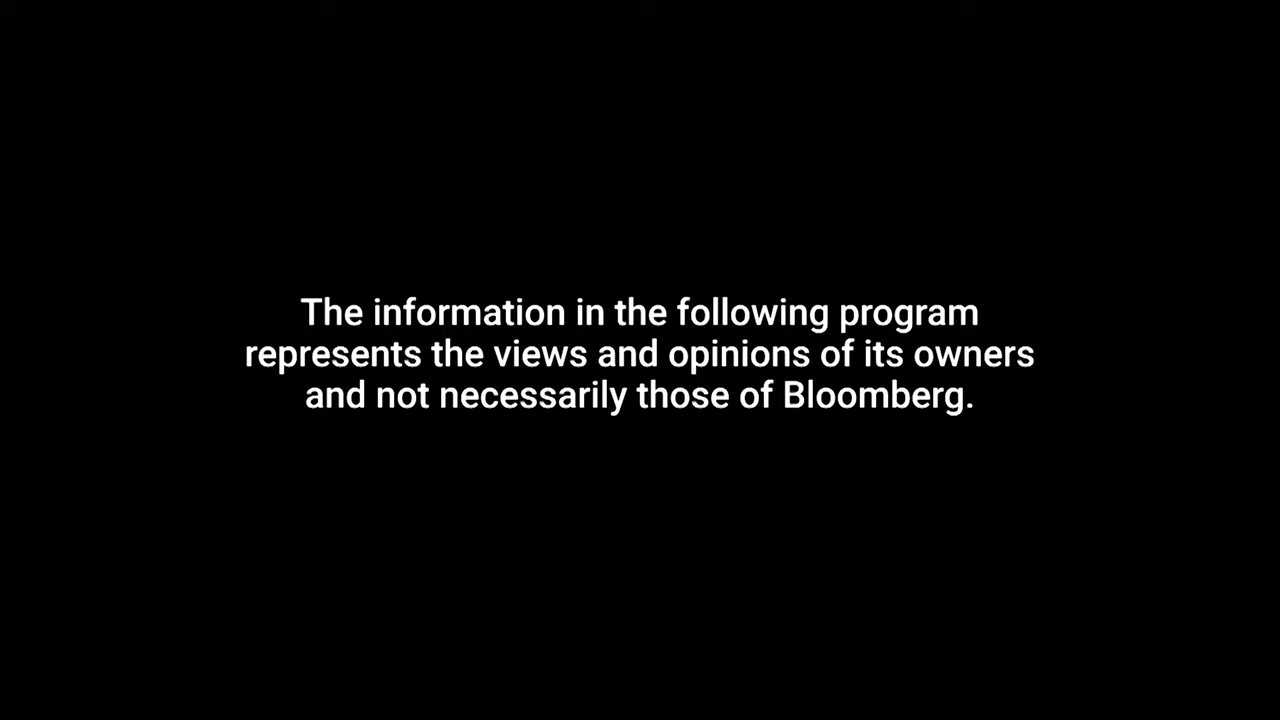 The information in the following program
represents the views and opinions of its owners
and not necessarily those of Bloomberg.